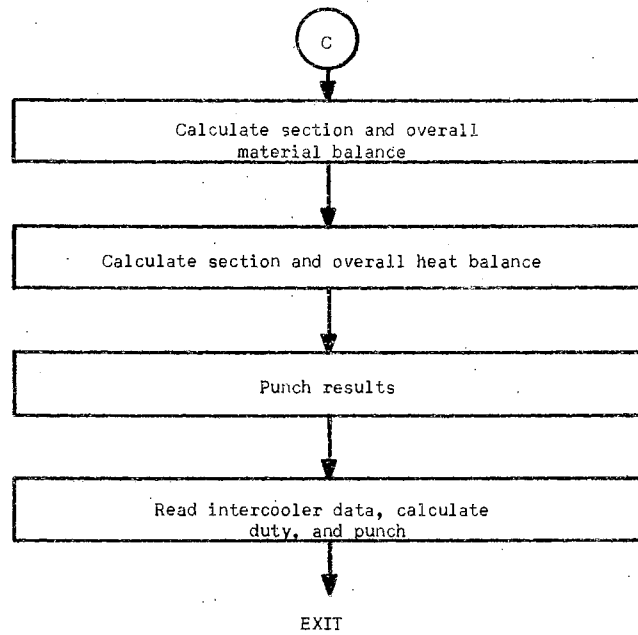 C
Calculate section and overall
material balance
Calculate section and overall heat balance
Punch results
Read intercooler data, calculate
duty, and punch
EXIT